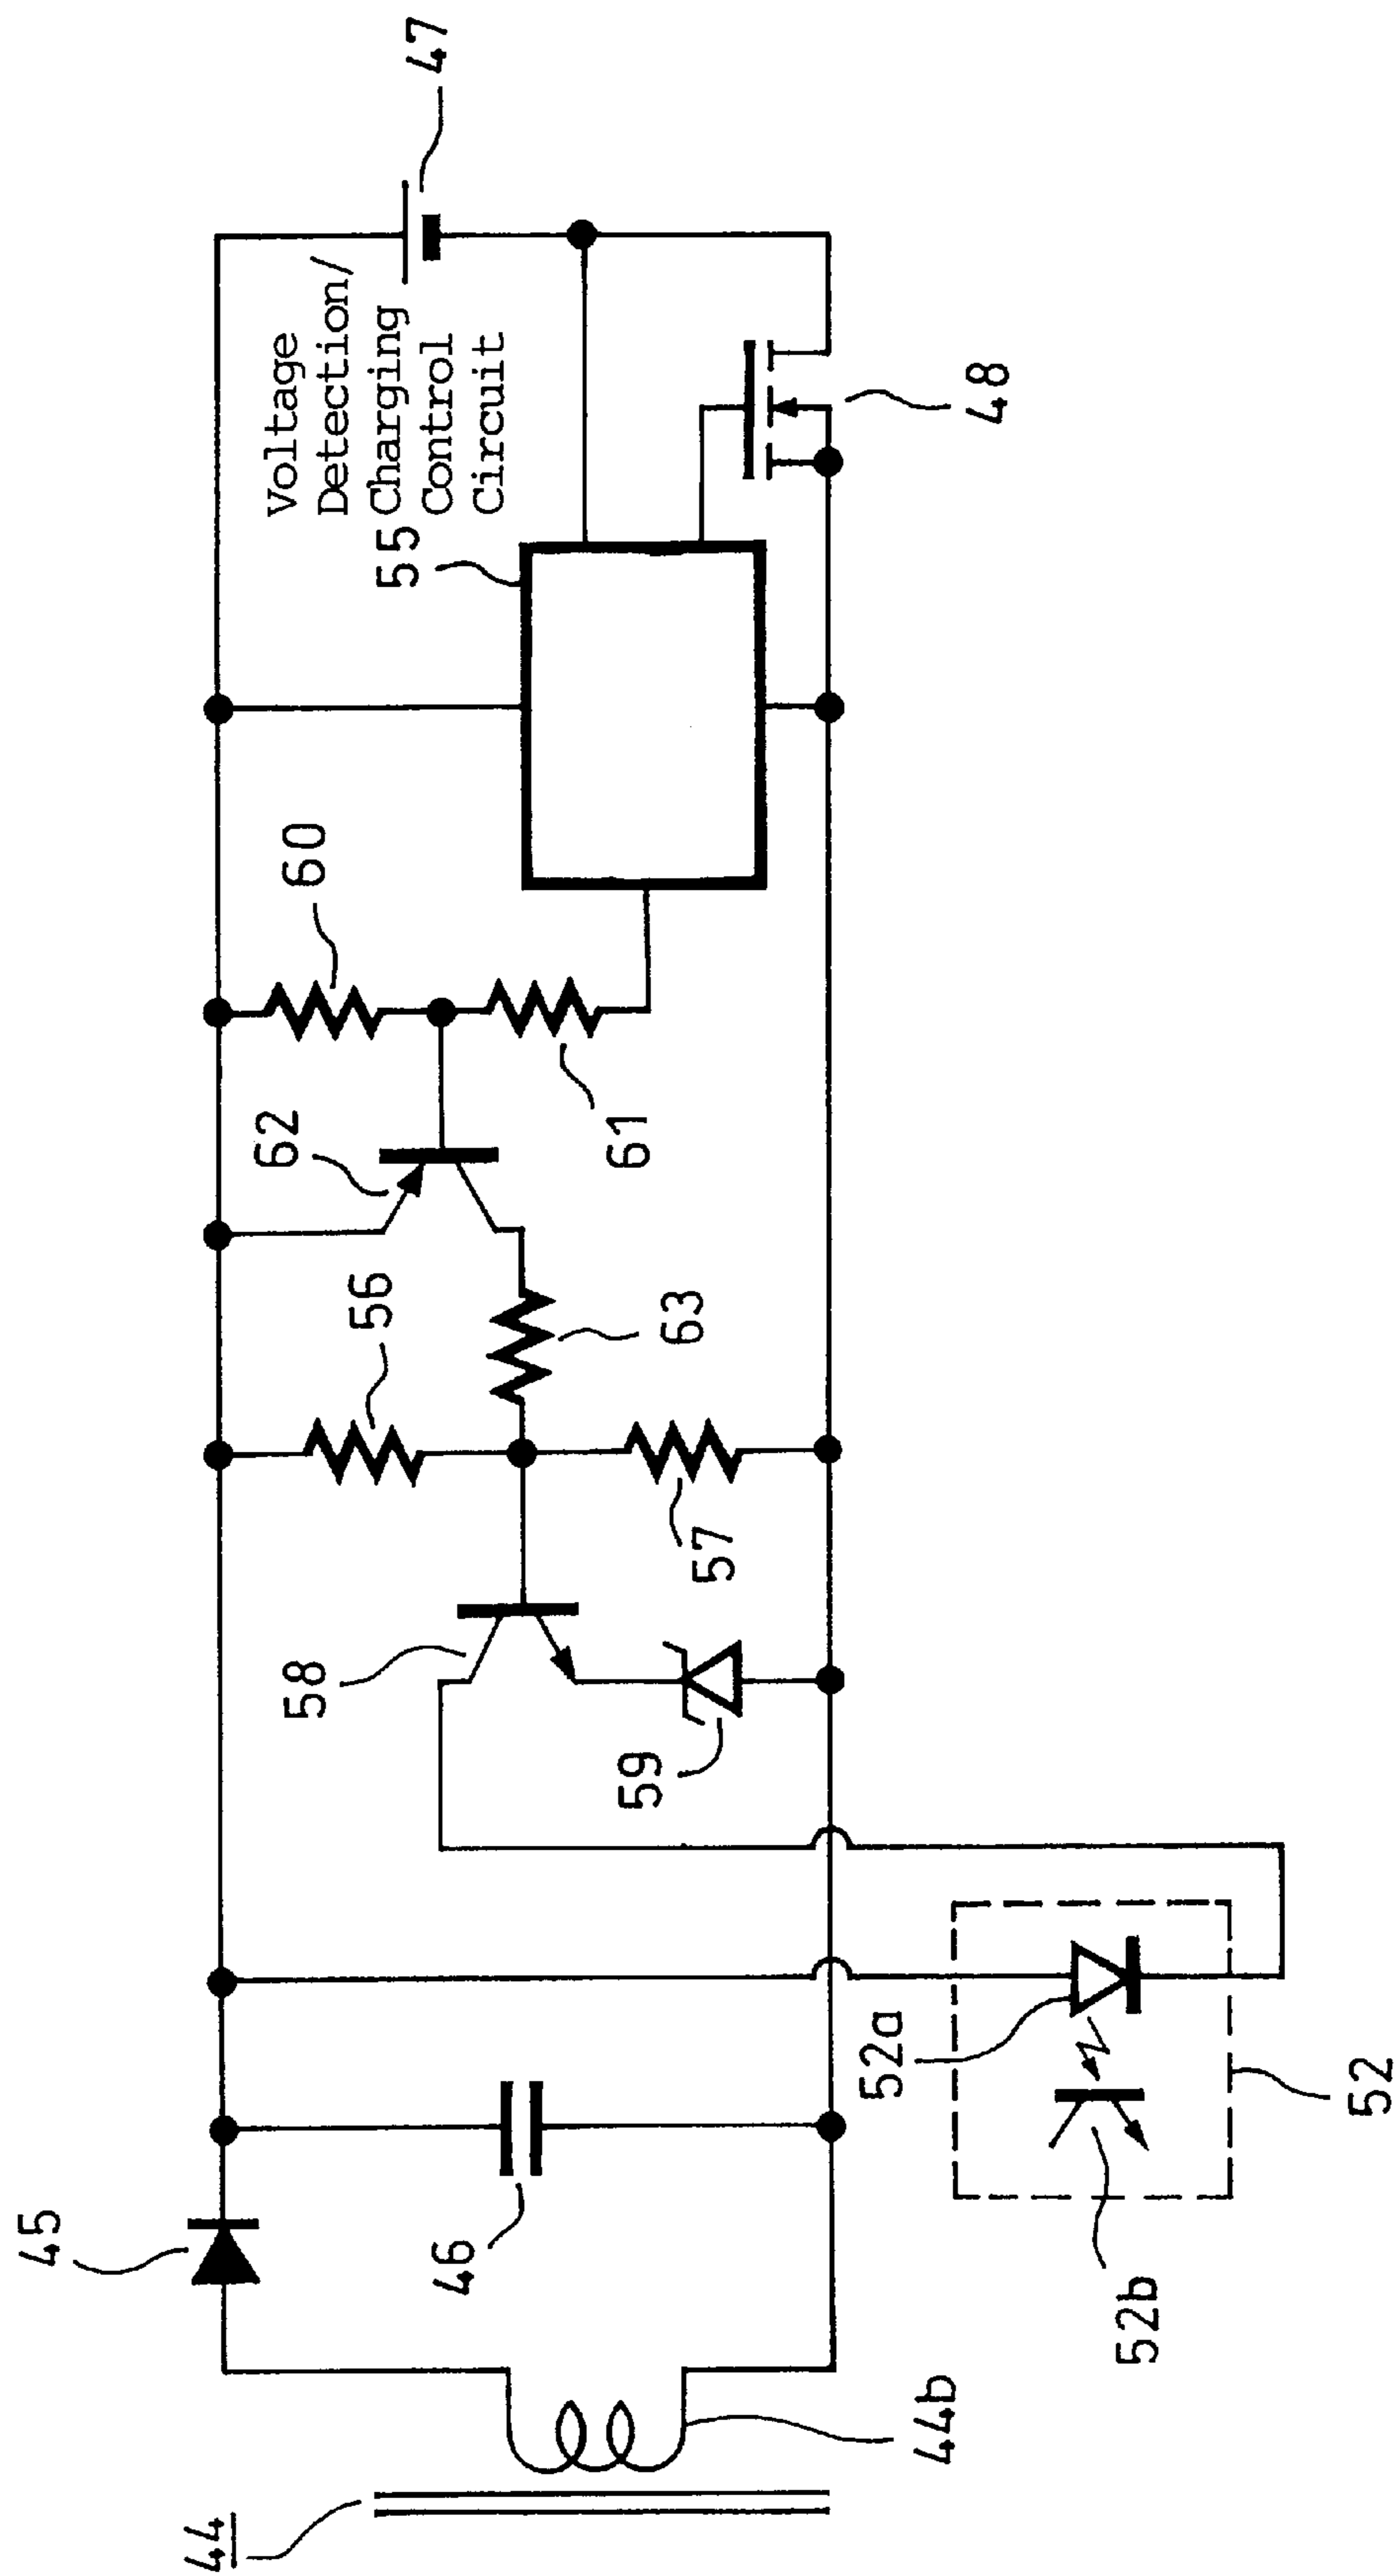 44
44b
45
46
52
52a
52b
58
59
56
57
63
62
60
61
55
Voltage
Detection/
Charging
Control
Circuit
48
47